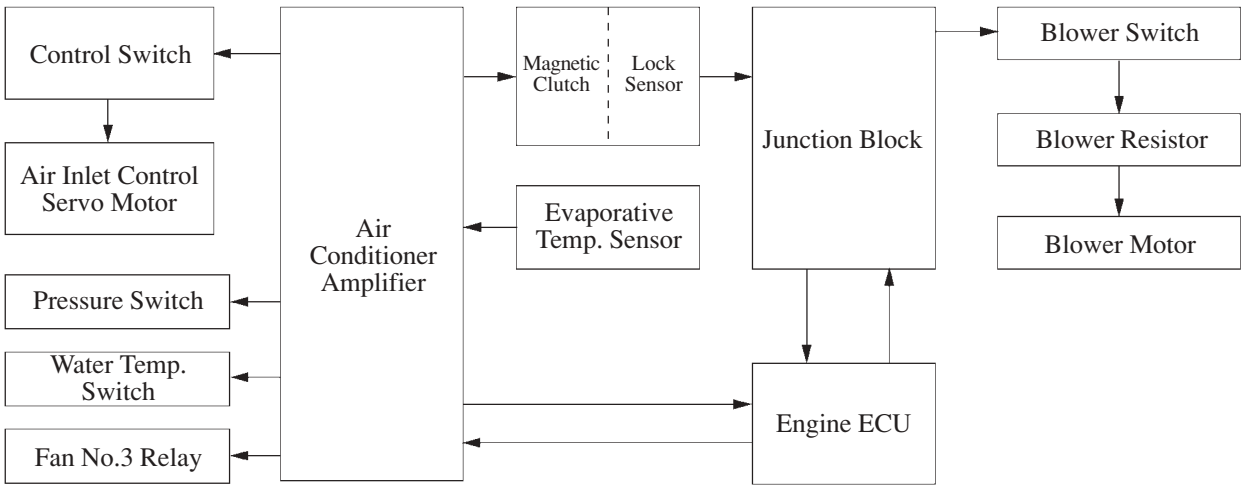 Control Switch
Air Inlet Control
Servo Motor
Pressure Switch
Water Temp.
Switch
Fan No.3 Relay
Air
Conditioner
Amplifier
Magnetic
Clutch
Lock
Sensor
Evaporative
Temp. Sensor
Junction Block
Engine ECU
Blower Switch
Blower Resistor
Blower Motor